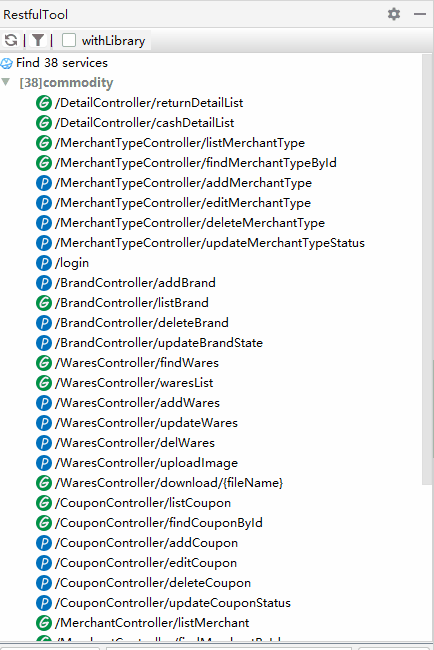 RestfulTool
withLibrary
Find 38 services
[38]commodity
G /DetailController/returnDetailList
G /DetailController/cashDetailList
G /MerchantTypeController/listMerchantType
G /MerchantTypeController/findMerchantTypeById
P /MerchantTypeController/addMerchantType
P /MerchantTypeController/editMerchantType
P /MerchantTypeController/deleteMerchantType
P /MerchantTypeController/updateMerchantTypeStatus
P /login
P /BrandController/addBrand
G /BrandController/listBrand
P /BrandController/deleteBrand
P /BrandController/updateBrandState
G /WaresController/findWares
G /WaresController/waresList
P /WaresController/addWares
P /WaresController/updateWares
P /WaresController/delWares
P /WaresController/uploadImage
G /WaresController/download/{fileName}
G /CouponController/listCoupon
G /CouponController/findCouponById
P /CouponController/addCoupon
P /CouponController/editCoupon
P /CouponController/deleteCoupon
P /CouponController/updateCouponStatus
G /MerchantController/listMerchant
G /MerchantController/findMerchantById